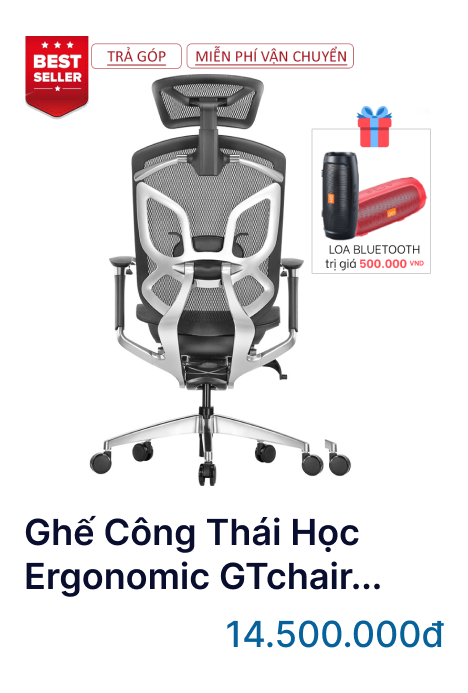 BEST
SELLER
TRẢ GÓP
MIỄN PHÍ VẬN CHUYỂN
LOA BLUETOOTH
trị giá 500.000 VND
Ghế Công Thái Học
Ergonomic GTchair...
14.500.000đ